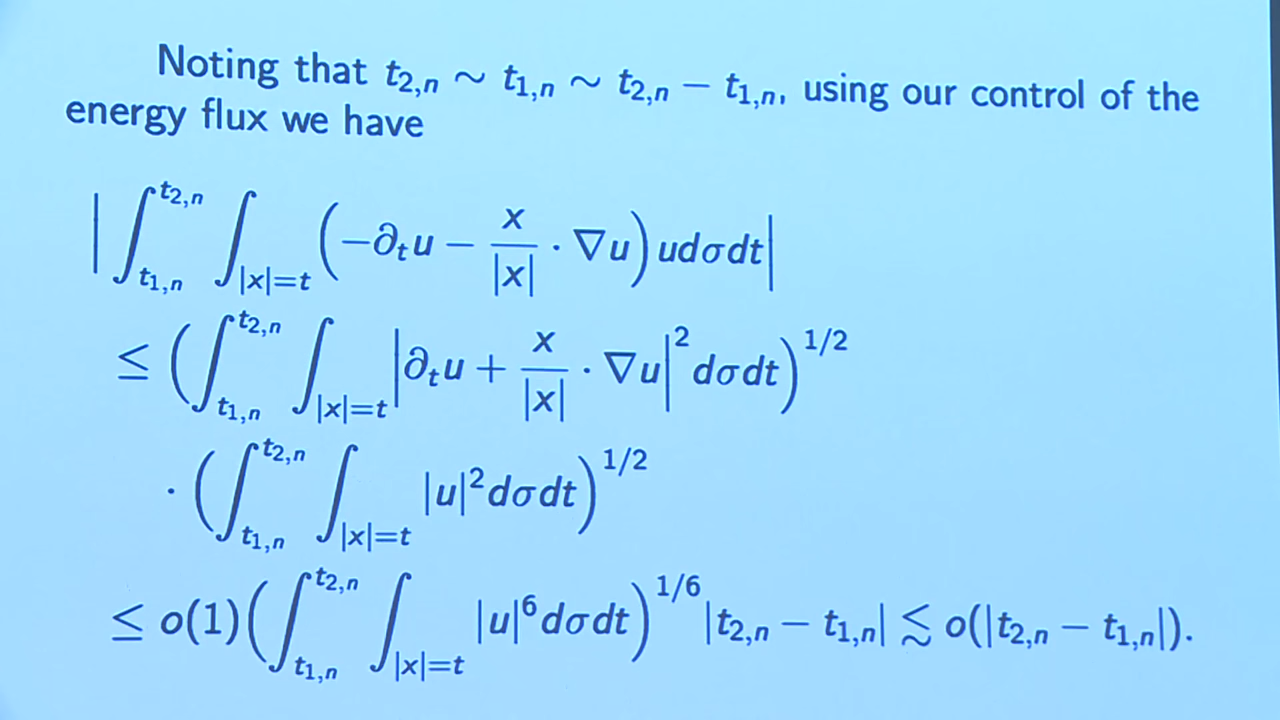 Noting that t_{2,n} ∼ t_{1,n} ∼ t_{2,n} − t_{1,n}, using our control of the
energy flux we have
| ∫_{t_{1,n}}^{t_{2,n}} ∫_{|x|=t} ( −∂_t u − \frac{x}{|x|} · ∇u ) u dσ dt |
≤ ( ∫_{t_{1,n}}^{t_{2,n}} ∫_{|x|=t} | ∂_t u + \frac{x}{|x|} · ∇u |^2 dσ dt )^{1/2}
· ( ∫_{t_{1,n}}^{t_{2,n}} ∫_{|x|=t} |u|^2 dσ dt )^{1/2}
≤ o(1) ( ∫_{t_{1,n}}^{t_{2,n}} ∫_{|x|=t} |u|^6 dσ dt )^{1/6} |t_{2,n} − t_{1,n}| ≲ o(|t_{2,n} − t_{1,n}|).